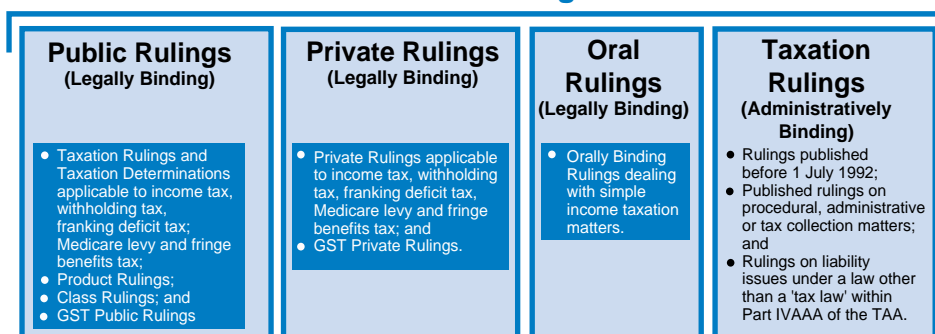 Public Rulings
(Legally Binding)
Taxation Rulings and
Taxation Determinations
applicable to income tax,
withholding tax,
franking deficit tax;
Medicare levy and fringe
benefits tax;
Product Rulings;
Class Rulings; and
GST Public Rulings
Private Rulings
(Legally Binding)
Private Rulings applicable
to income tax, withholding
tax, franking deficit tax,
Medicare levy and fringe
benefits tax; and
GST Private Rulings.
Oral
Rulings
(Legally Binding)
Orally Binding
Rulings dealing
with simple
income taxation
matters.
Taxation
Rulings
(Administratively
Binding)
Rulings published
before 1 July 1992;
Published rulings on
procedural, administrative
or tax collection matters;
and
Rulings on liability
issues under a law other
than a 'tax law' within
Part IVAAA of the TAA.